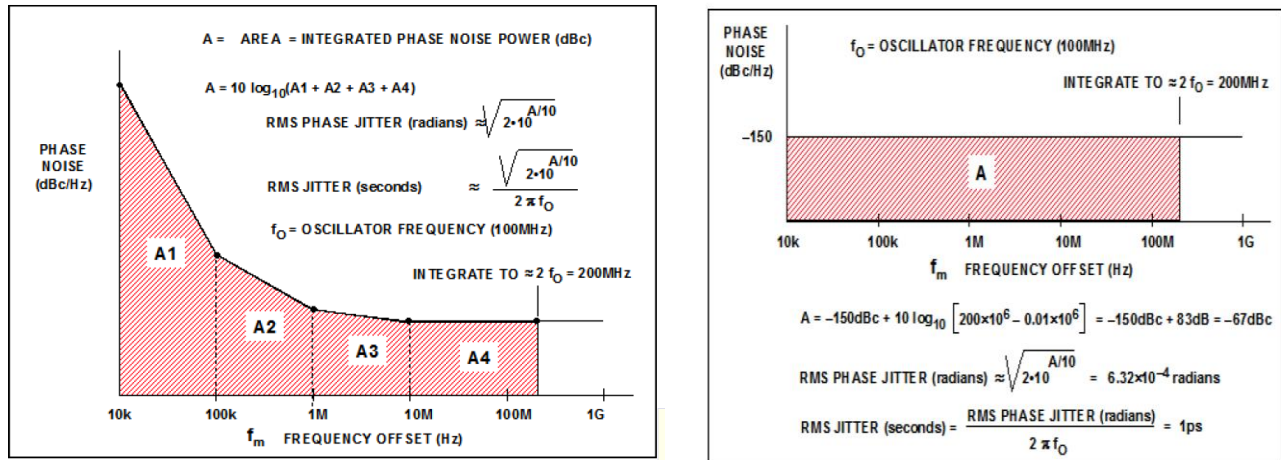 A = AREA = INTEGRATED PHASE NOISE POWER (dBc)
A = 10 log10(A1 + A2 + A3 + A4)
RMS PHASE JITTER (radians) ≈ √2•10^A/10
PHASE
NOISE
(dBc/Hz)
RMS JITTER (seconds) ≈ √2•10^A/10
2 π fO
fO = OSCILLATOR FREQUENCY (100MHz)
INTEGRATE TO ≈ 2 fO = 200MHz
A1
A2
A3
A4
10k 100k 1M 10M 100M 1G
fm FREQUENCY OFFSET (Hz)
PHASE
NOISE
(dBc/Hz)
fO = OSCILLATOR FREQUENCY (100MHz)
INTEGRATE TO ≈ 2 fO = 200MHz
–150
A
10k 100k 1M 10M 100M 1G
fm FREQUENCY OFFSET (Hz)
A = –150dBc + 10 log10 [200×10^6 – 0.01×10^6] = –150dBc + 83dB = –67dBc
RMS PHASE JITTER (radians) ≈ √2•10^A/10 = 6.32×10^–4 radians
RMS JITTER (seconds) = RMS PHASE JITTER (radians) = 1ps
2 π fO